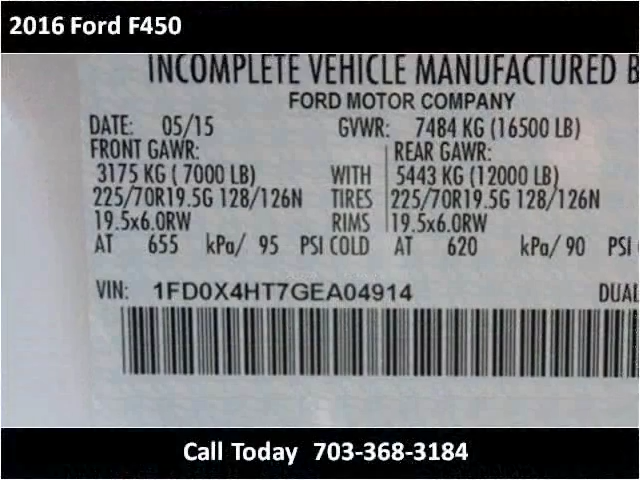 2016 Ford F450
INCOMPLETE VEHICLE MANUFACTURED B
FORD MOTOR COMPANY
DATE: 05/15 GVWR: 7484 KG (16500 LB)
FRONT GAWR: REAR GAWR:
3175 KG ( 7000 LB) WITH 5443 KG (12000 LB)
225/70R19.5G 128/126N TIRES 225/70R19.5G 128/126N
19.5x6.0RW RIMS 19.5x6.0RW
AT 655 kPa/ 95 PSI COLD AT 620 kPa/ 90 PSI
VIN: 1FD0X4HT7GEA04914 DUAL
Call Today 703-368-3184